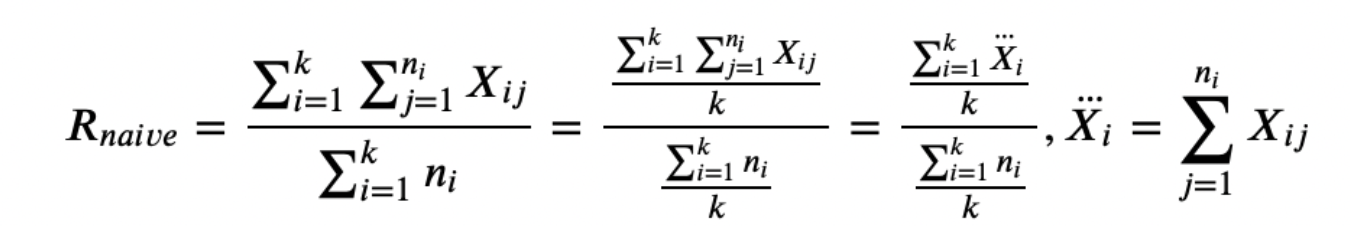 $R_{naive} = \frac{\sum_{i=1}^{k} \sum_{j=1}^{n_i} X_{ij}}{\sum_{i=1}^{k} n_i} = \frac{\frac{\sum_{i=1}^{k} \sum_{j=1}^{n_i} X_{ij}}{k}}{\frac{\sum_{i=1}^{k} n_i}{k}} = \frac{\frac{\sum_{i=1}^{k} \dddot{X}_i}{k}}{\frac{\sum_{i=1}^{k} n_i}{k}}, \dddot{X}_i = \sum_{j=1}^{n_i} X_{ij}$